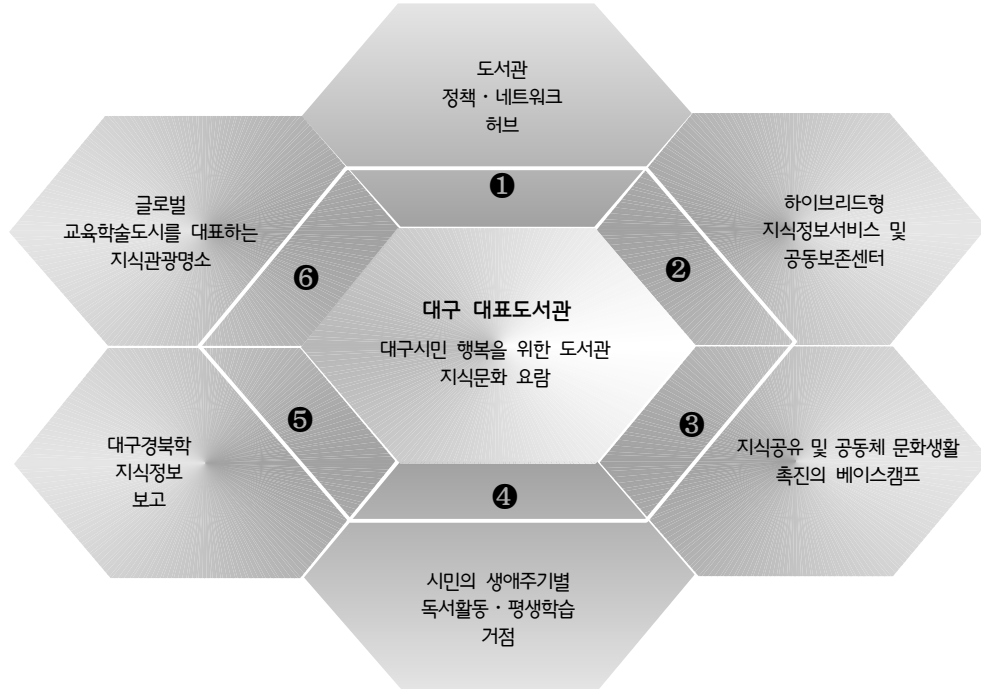 도서관
정책·네트워크
허브
❶
하이브리드형
지식정보서비스 및
공동보존센터
❷
지식공유 및 공동체 문화생활
촉진의 베이스캠프
❸
시민의 생애주기별
독서활동·평생학습
거점
❹
대구경북학
지식정보
보고
❺
글로벌
교육학술도시를 대표하는
지식관광명소
❻
대구 대표도서관
대구시민 행복을 위한 도서관
지식문화 요람